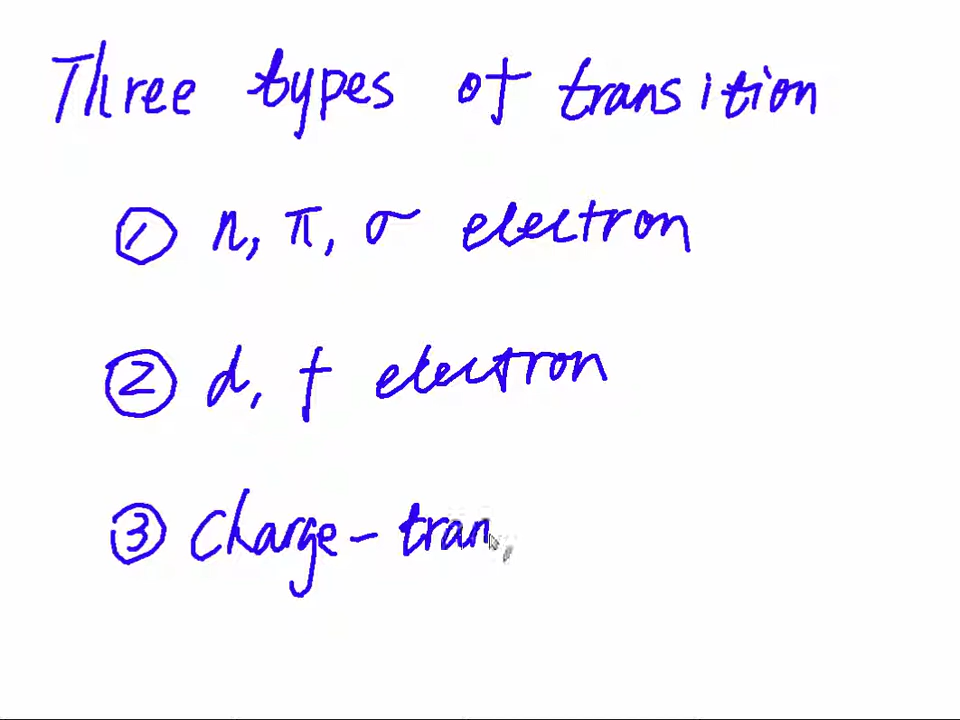 Three types of transition
① n, π, σ electron
② d, f electron
③ Charge-tran